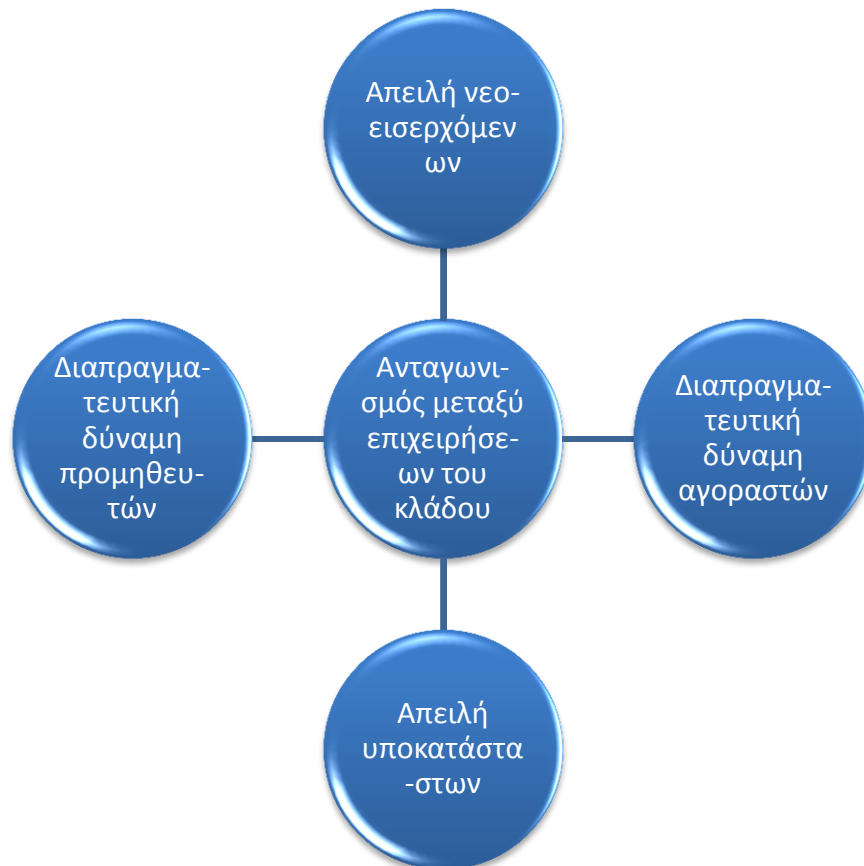 Απειλή νεο-
εισερχόμεν
ων
Διαπραγμα-
τευτική
δύναμη
προμηθευ-
τών
Ανταγωνι-
σμός μεταξύ
επιχειρήσε-
ων του
κλάδου
Διαπραγμα-
τευτική
δύναμη
αγοραστών
Απειλή
υποκατάστα
-στων